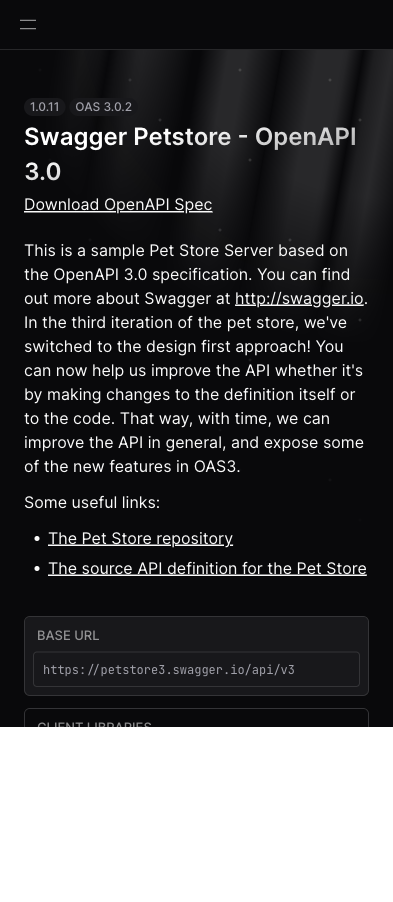 1.0.11 OAS 3.0.2
Swagger Petstore - OpenAPI
3.0
Download OpenAPI Spec
This is a sample Pet Store Server based on
the OpenAPI 3.0 specification. You can find
out more about Swagger at http://swagger.io.
In the third iteration of the pet store, we've
switched to the design first approach! You
can now help us improve the API whether it's
by making changes to the definition itself or
to the code. That way, with time, we can
improve the API in general, and expose some
of the new features in OAS3.
Some useful links:
• The Pet Store repository
• The source API definition for the Pet Store
BASE URL
https://petstore3.swagger.io/api/v3
CLIENT LIBRARIES